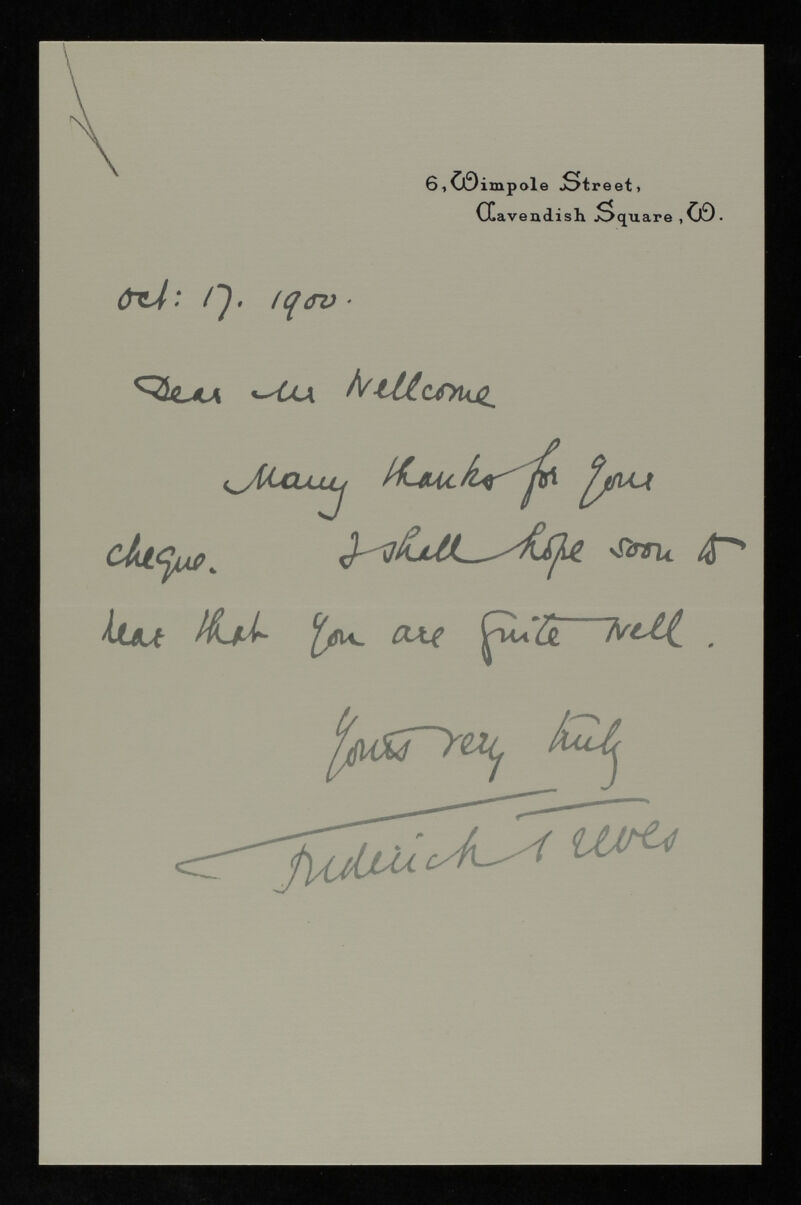 6, Wimpole Street,
Cavendish Square, W.
Oct: 17. 1900.
Dear Mr Wellcome
Many thanks for your
cheque. I shall hope soon to
hear that you are quite well.
Yours very truly
Frederick Treves